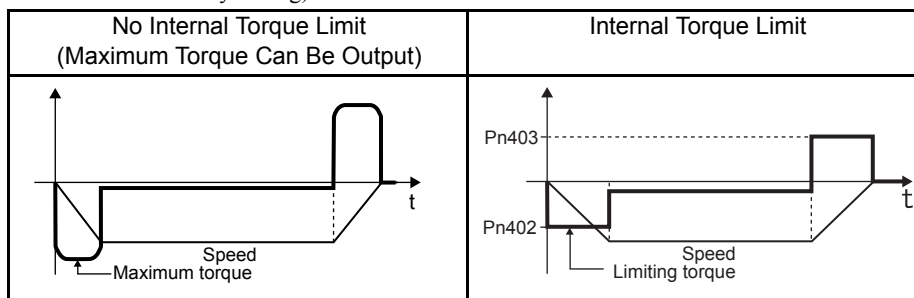 No Internal Torque Limit
(Maximum Torque Can Be Output)
Internal Torque Limit
t
Speed
Maximum torque
Pn403
Pn402
t
Speed
Limiting torque